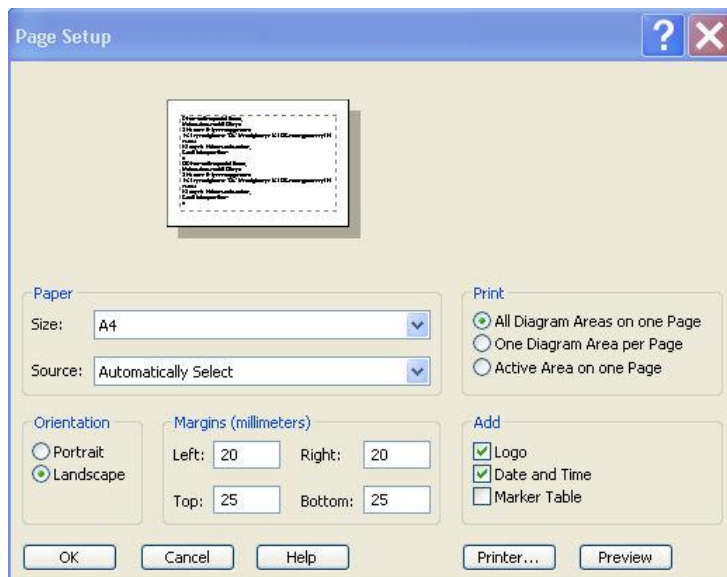 Page Setup
Paper
Size: A4
Source: Automatically Select
Print
All Diagram Areas on one Page
One Diagram Area per Page
Active Area on one Page
Orientation
Portrait
Landscape
Margins (millimeters)
Left: 20 Right: 20
Top: 25 Bottom: 25
Add
Logo
Date and Time
Marker Table
OK Cancel Help Printer... Preview